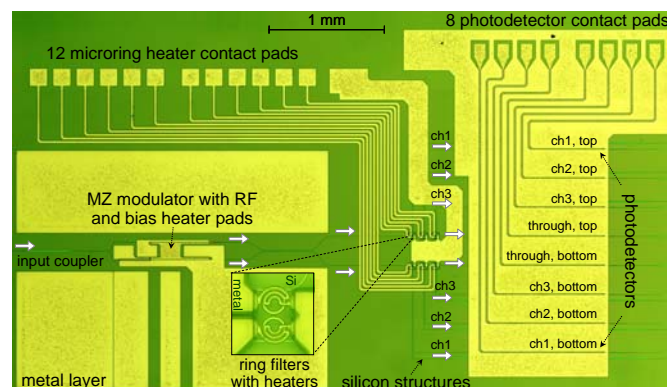 1 mm
8 photodetector contact pads
12 microring heater contact pads
ch1
ch2
ch3
ch1, top
ch2, top
ch3, top
through, top
through, bottom
ch3, bottom
ch2, bottom
ch1, bottom
photodetectors
MZ modulator with RF
and bias heater pads
input coupler
metal
Si
ch3
ch2
ch1
ring filters
with heaters
silicon structures
metal layer